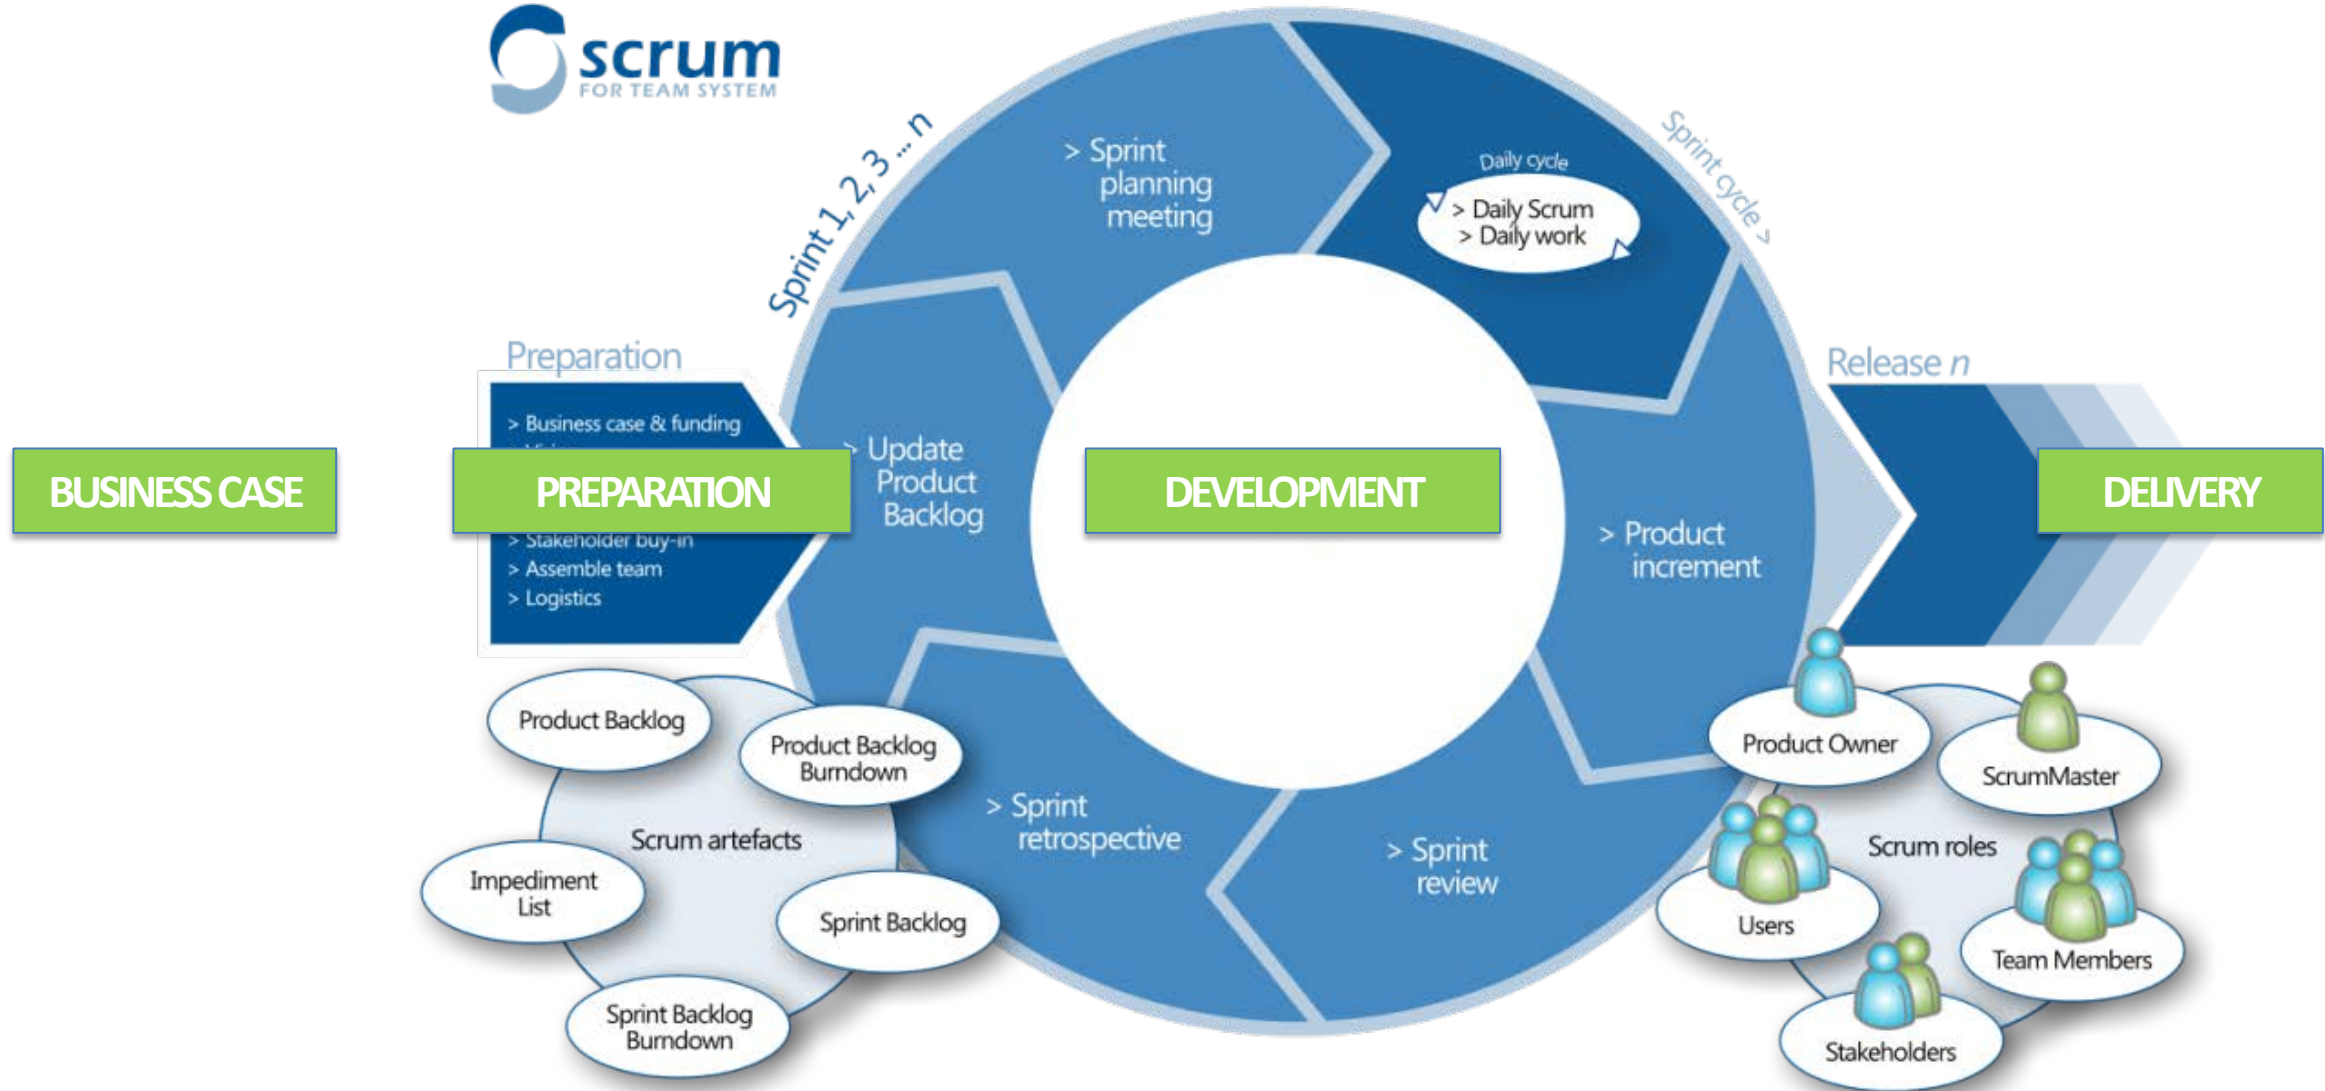 scrum
FOR TEAM SYSTEM
Sprint 1, 2, 3 ... n
Sprint cycle >
> Sprint
planning
meeting
Daily cycle
> Daily Scrum
> Daily work
Preparation
> Business case & funding
> Stakeholder buy-in
> Assemble team
> Logistics
Release n
BUSINESS CASE
PREPARATION
DEVELOPMENT
DELIVERY
> Update
Product
Backlog
> Product
increment
> Sprint
retrospective
> Sprint
review
Product Backlog
Product Backlog
Burndown
Scrum artefacts
Impediment
List
Sprint Backlog
Sprint Backlog
Burndown
Product Owner
ScrumMaster
Scrum roles
Users
Team Members
Stakeholders